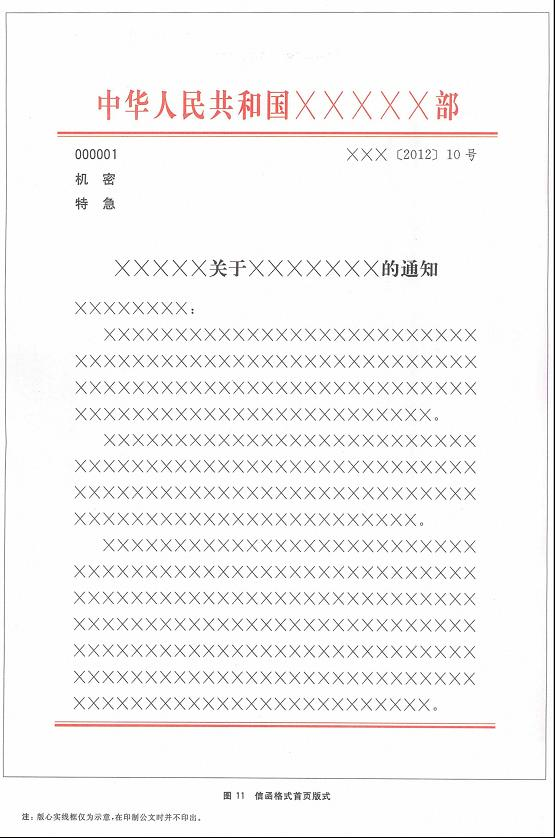 中华人民共和国×××××部
000001 ×××〔2012〕10 号
机 密
特 急
×××××关于×××××××的通知
××××××××：
××××××××××××××××××××××××××
××××××××××××××××××××××××××××
××××××××××××××××××××××××××××
×××××××××××××××××××××××××。
××××××××××××××××××××××××××
××××××××××××××××××××××××××××
××××××××××××××××××××××××××××
××××××××××××××××××××××××。
××××××××××××××××××××××××××
××××××××××××××××××××××××××××
××××××××××××××××××××××××××××
××××××××××××××××××××××××××××
××××××××××××××××××××××××××××
××××××××××××××××××××××××××××
×××××××××××××××××××××××××。
图 11 信函格式首页版式
注：版心实线框仅为示意，在印制公文时并不印出。